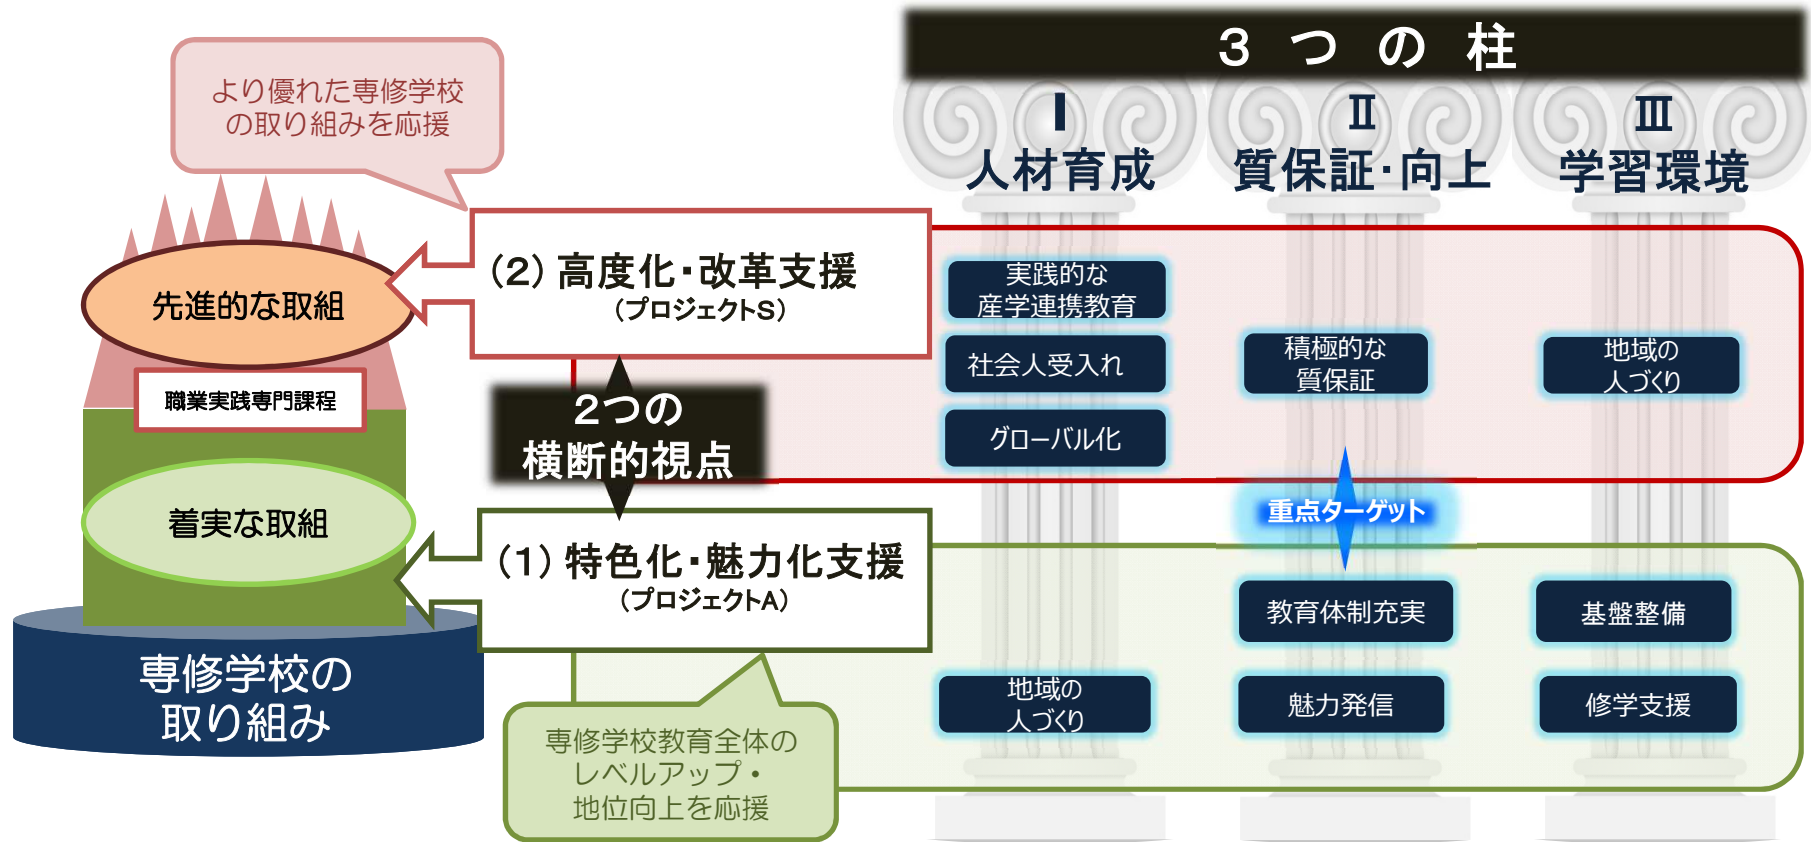 3つの柱
より優れた専修学校
の取り組みを応援
Ⅰ
人材育成
Ⅱ
質保証・向上
Ⅲ
学習環境
先進的な取組
(2)高度化・改革支援
(プロジェクトS)
実践的な
産学連携教育
社会人受入れ
グローバル化
積極的な
質保証
地域の
人づくり
職業実践専門課程
2つの
横断的視点
重点ターゲット
着実な取組
(1)特色化・魅力化支援
(プロジェクトA)
教育体制充実
基盤整備
地域の
人づくり
魅力発信
修学支援
専修学校の
取り組み
専修学校教育全体の
レベルアップ・
地位向上を応援